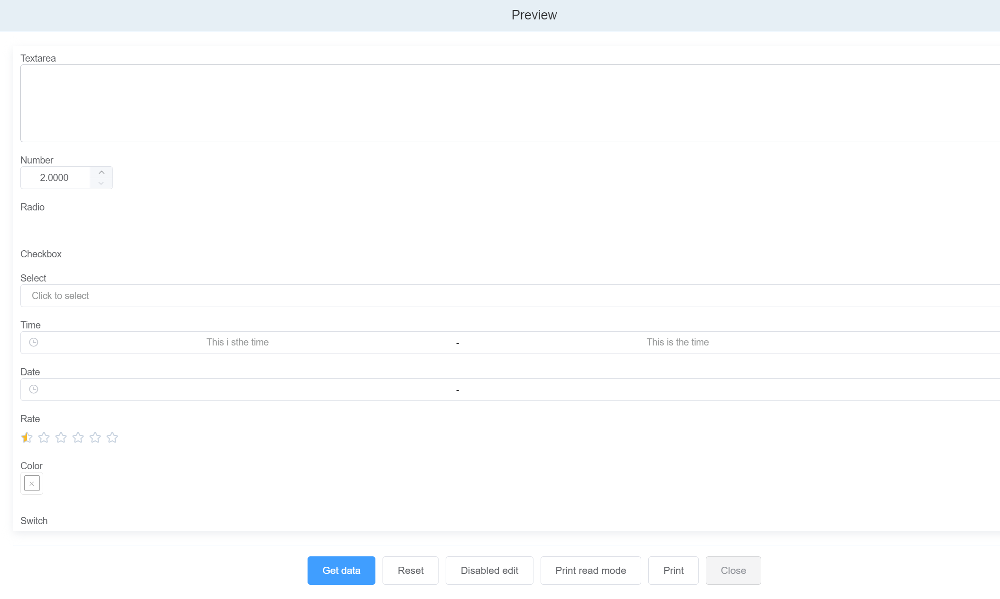 Preview
Textarea
Number
2.0000
Radio
Checkbox
Select
Click to select
Time
This i sthe time - This is the time
Date
-
Rate
Color
Switch
Get data Reset Disabled edit Print read mode Print Close